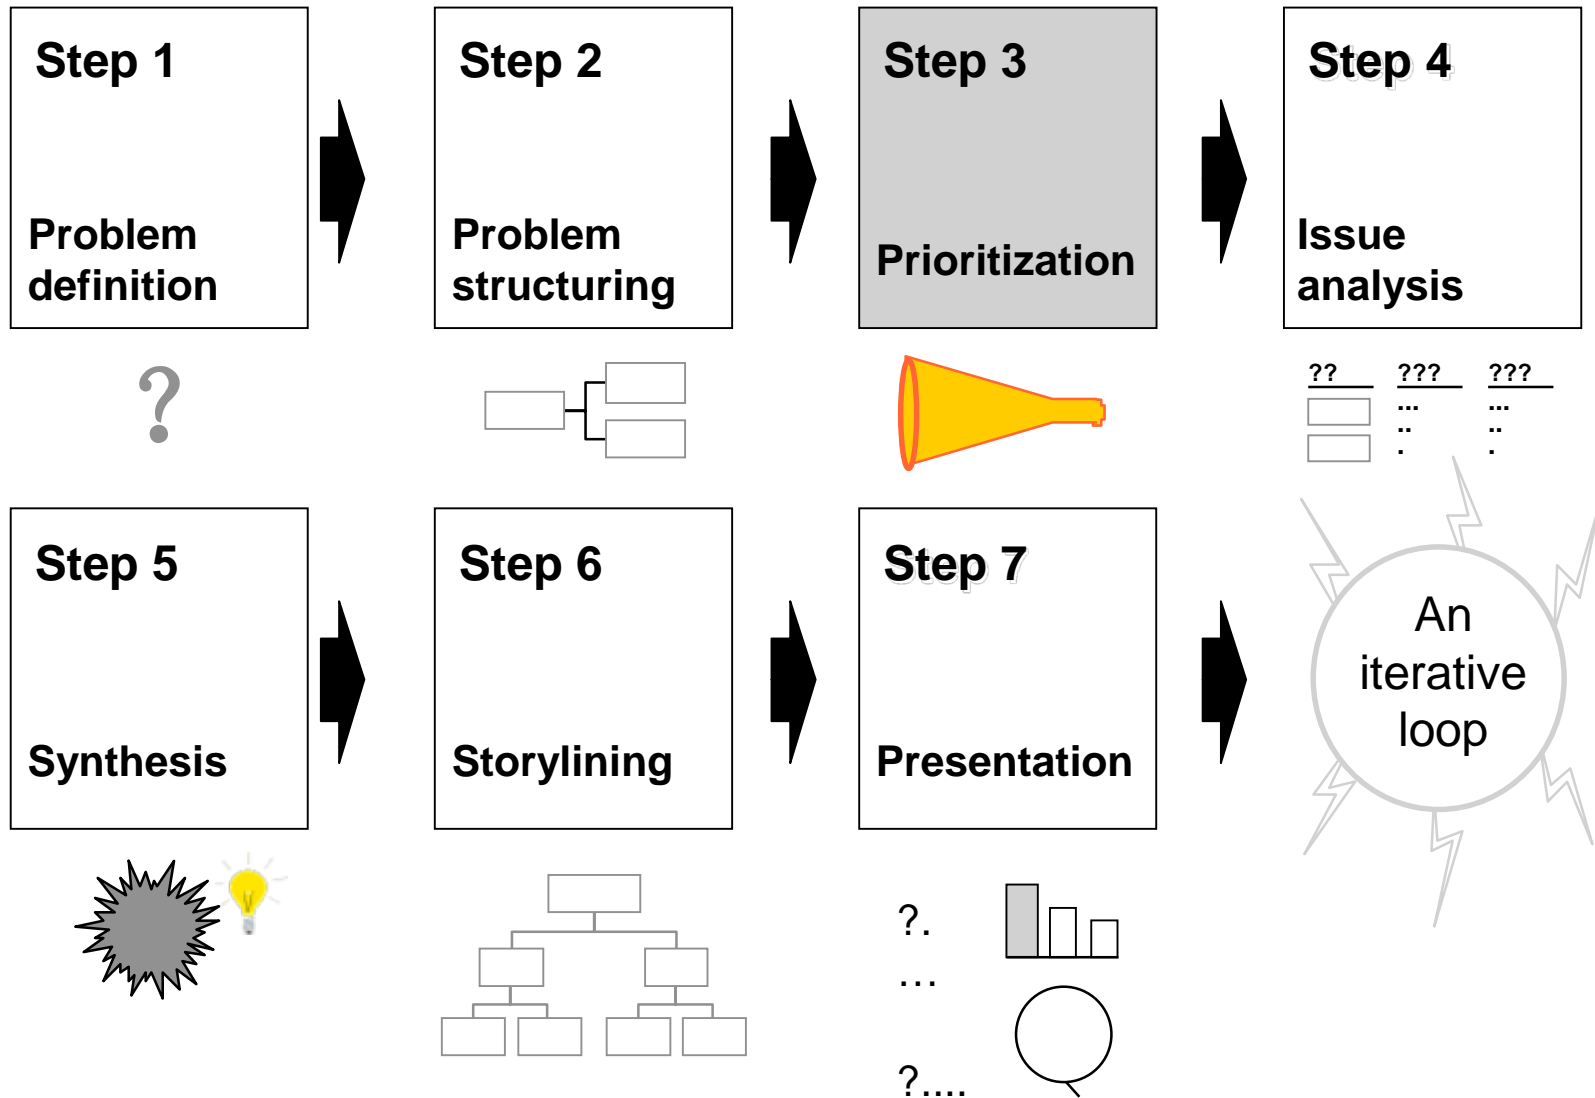 Step 1
Problem
definition
Step 2
Problem
structuring
Step 3
Prioritization
Step 4
Issue
analysis
?
?? ??? ???
... ...
.. ..
. .
Step 5
Synthesis
Step 6
Storylining
Step 7
Presentation
An
iterative
loop
?.
...
?....